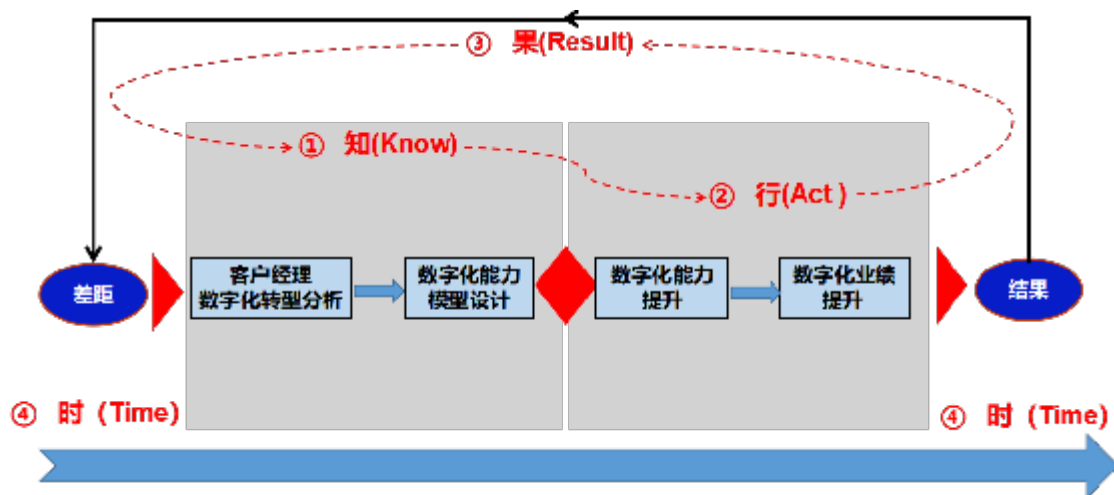 ③ 果(Result)
① 知(Know)
② 行(Act )
差距
客户经理
数字化转型分析
数字化能力
模型设计
数字化能力
提升
数字化业绩
提升
结果
④ 时（Time）
④ 时（Time）